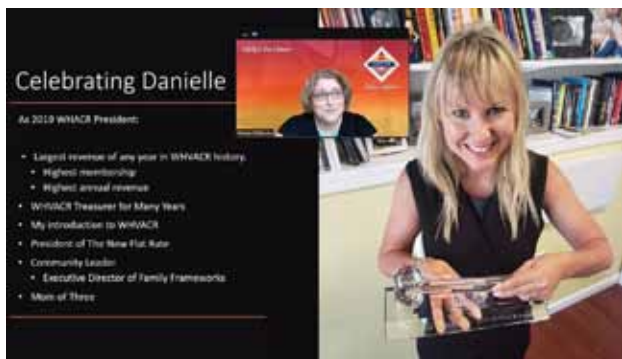 Celebrating Danielle
As 2019 WHACR President:
• Largest revenue of any year in WHVACR history.
• Highest membership
• Highest annual revenue
• WHVACR Treasurer for Many Years
• My introduction to WHVACR
• President of The New Flat Rate
• Community Leader
• Executive Director of Family Frameworks
• Mom of Three